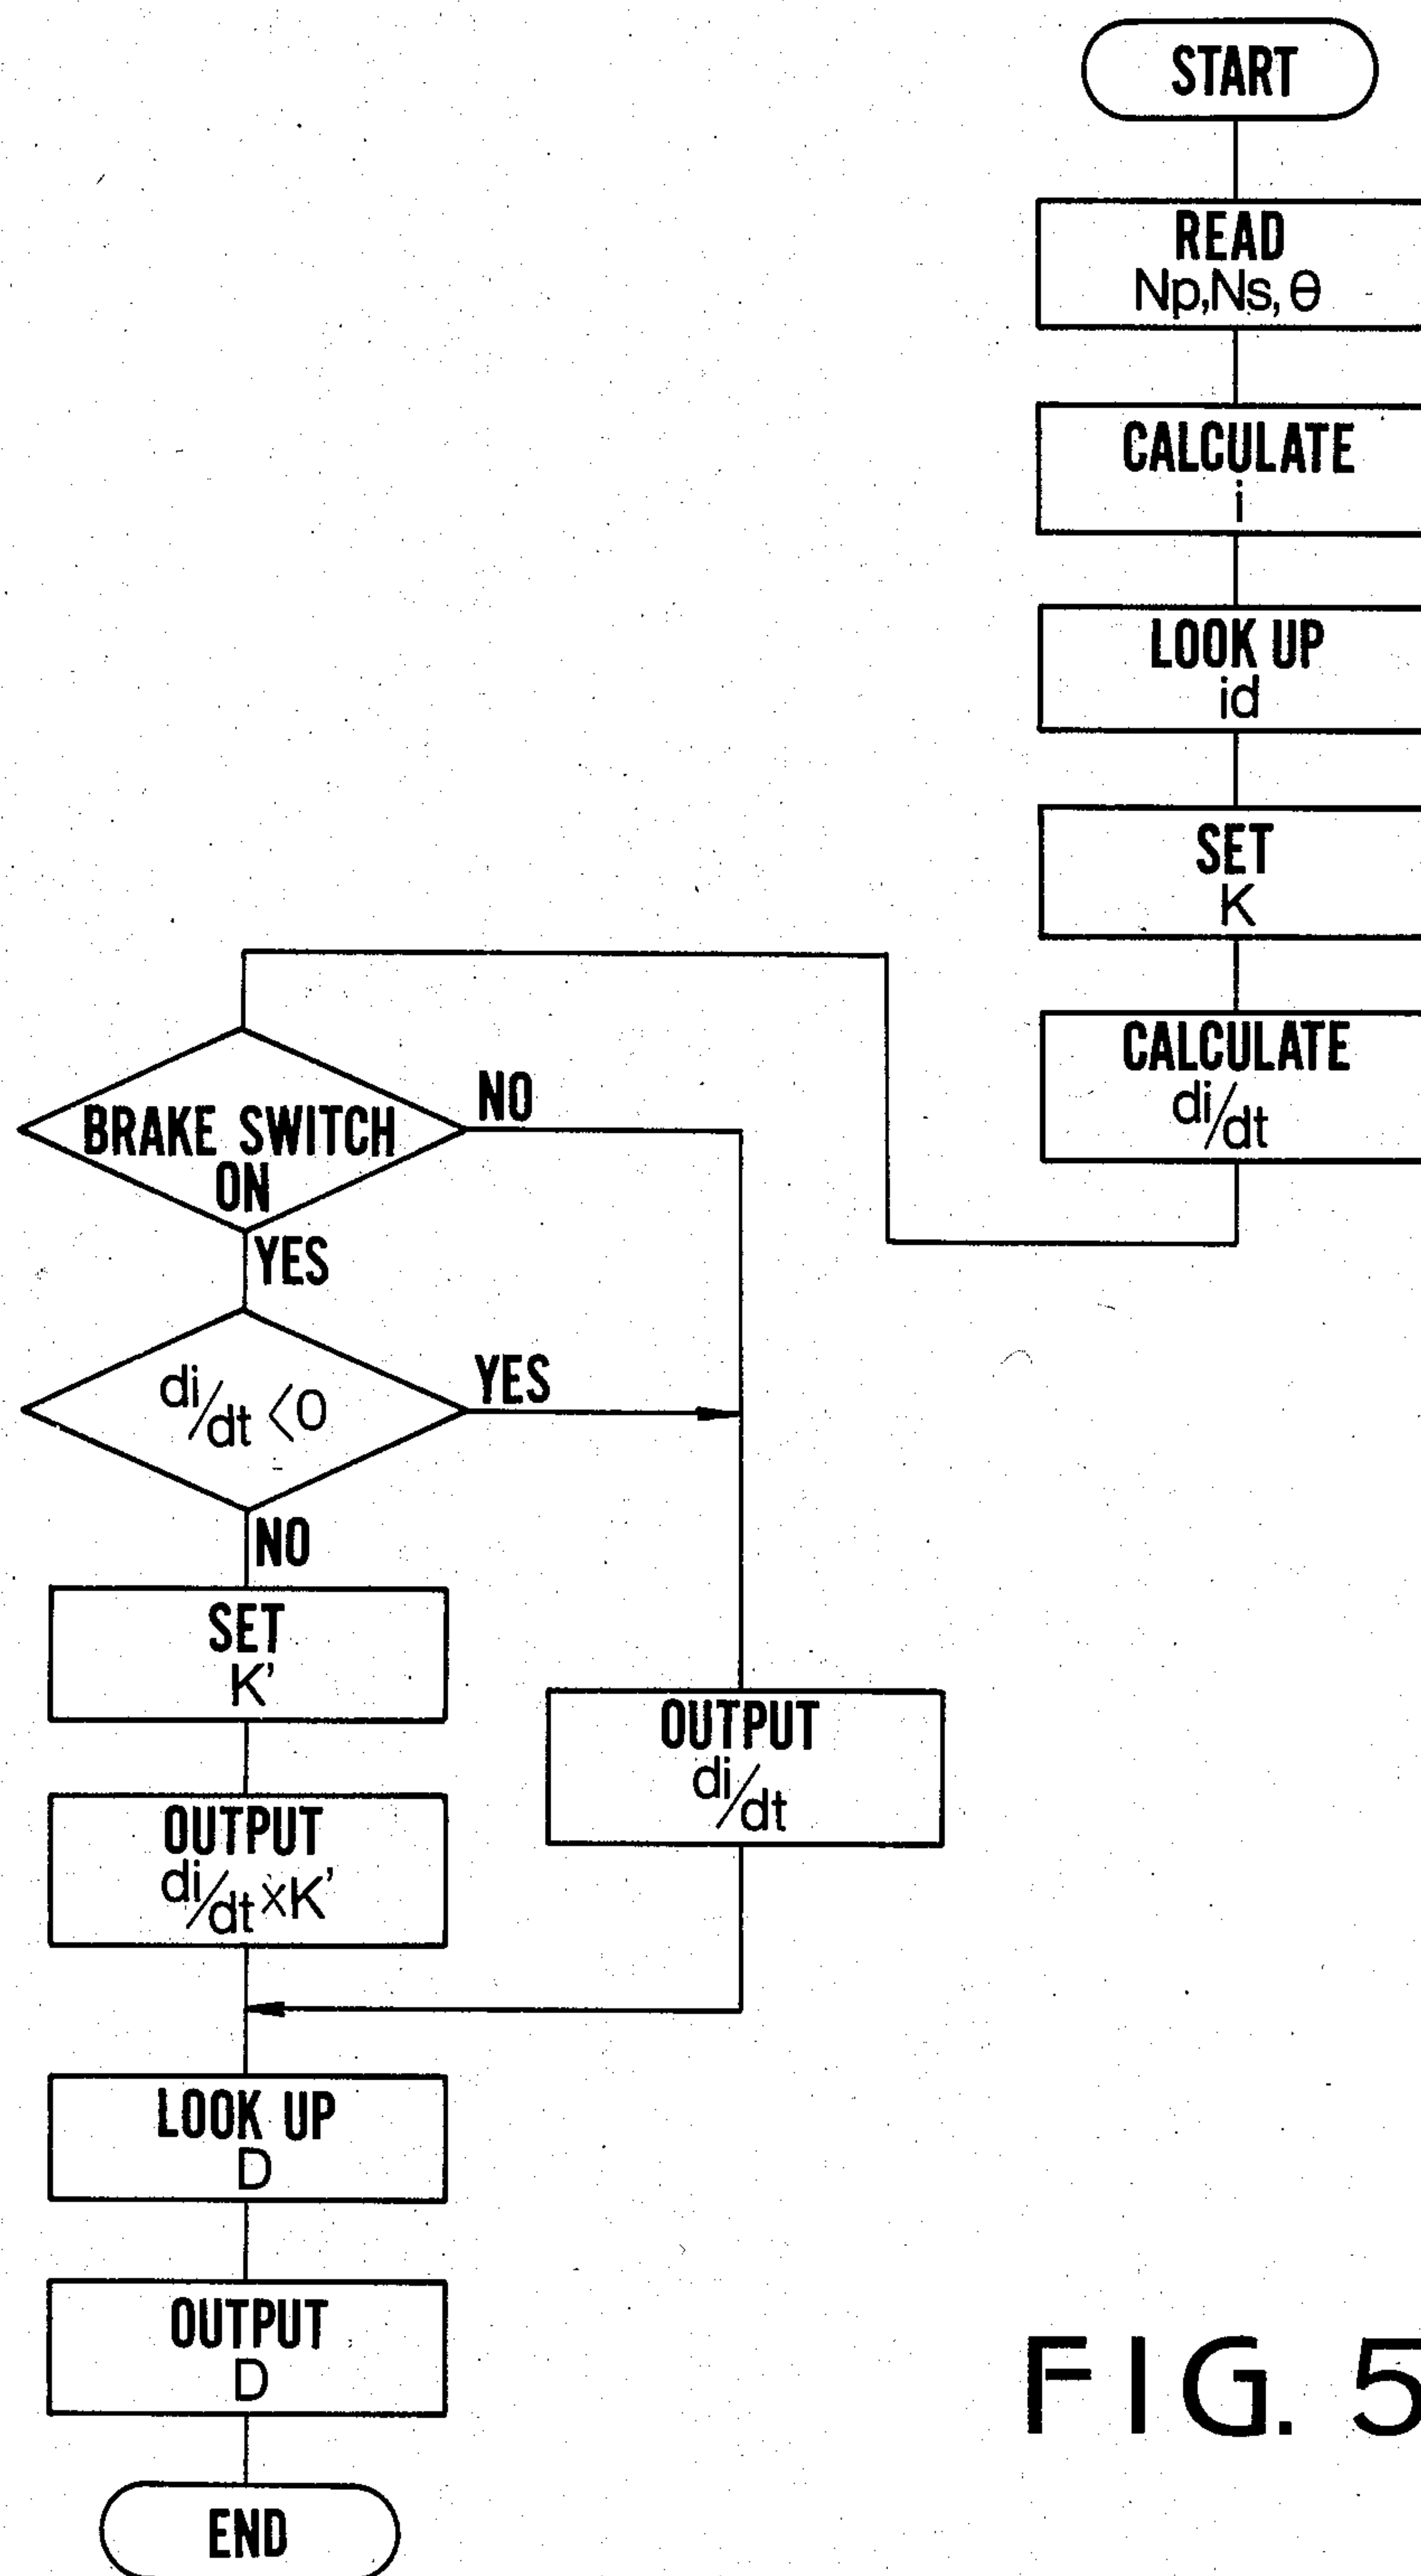 START
READ
Np,Ns,θ
CALCULATE
i
LOOK UP
id
SET
K
CALCULATE
di/dt
BRAKE SWITCH
ON
NO
YES
di/dt <0
YES
NO
SET
K'
OUTPUT
di/dt
OUTPUT
di/dt×K'
LOOK UP
D
OUTPUT
D
END
FIG. 5